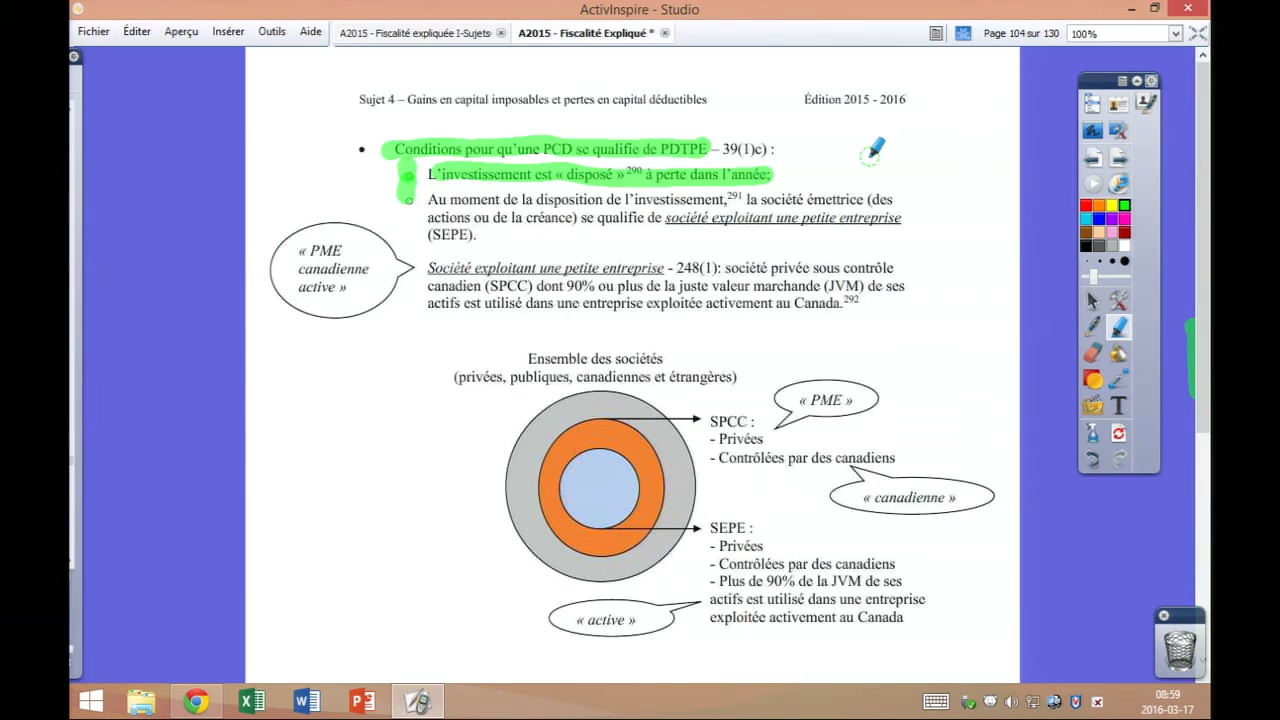 ActivInspire - Studio
Fichier Éditer Aperçu Insérer Outils Aide
A2015 - Fiscalité expliquée I-Sujets
A2015 - Fiscalité Expliqué *
Page 104 sur 130
100%
Sujet 4 – Gains en capital imposables et pertes en capital déductibles
Édition 2015 - 2016
• Conditions pour qu'une PCD se qualifie de PDTPE – 39(1)c) :
o L'investissement est « disposé »290 à perte dans l'année;
o Au moment de la disposition de l'investissement,291 la société émettrice (des
actions ou de la créance) se qualifie de société exploitant une petite entreprise
(SEPE).
« PME
canadienne
active »
Société exploitant une petite entreprise - 248(1): société privée sous contrôle
canadien (SPCC) dont 90% ou plus de la juste valeur marchande (JVM) de ses
actifs est utilisé dans une entreprise exploitée activement au Canada.292
Ensemble des sociétés
(privées, publiques, canadiennes et étrangères)
« PME »
SPCC :
- Privées
- Contrôlées par des canadiens
« canadienne »
SEPE :
- Privées
- Contrôlées par des canadiens
- Plus de 90% de la JVM de ses
actifs est utilisé dans une entreprise
exploitée activement au Canada
« active »
08:59
2016-03-17